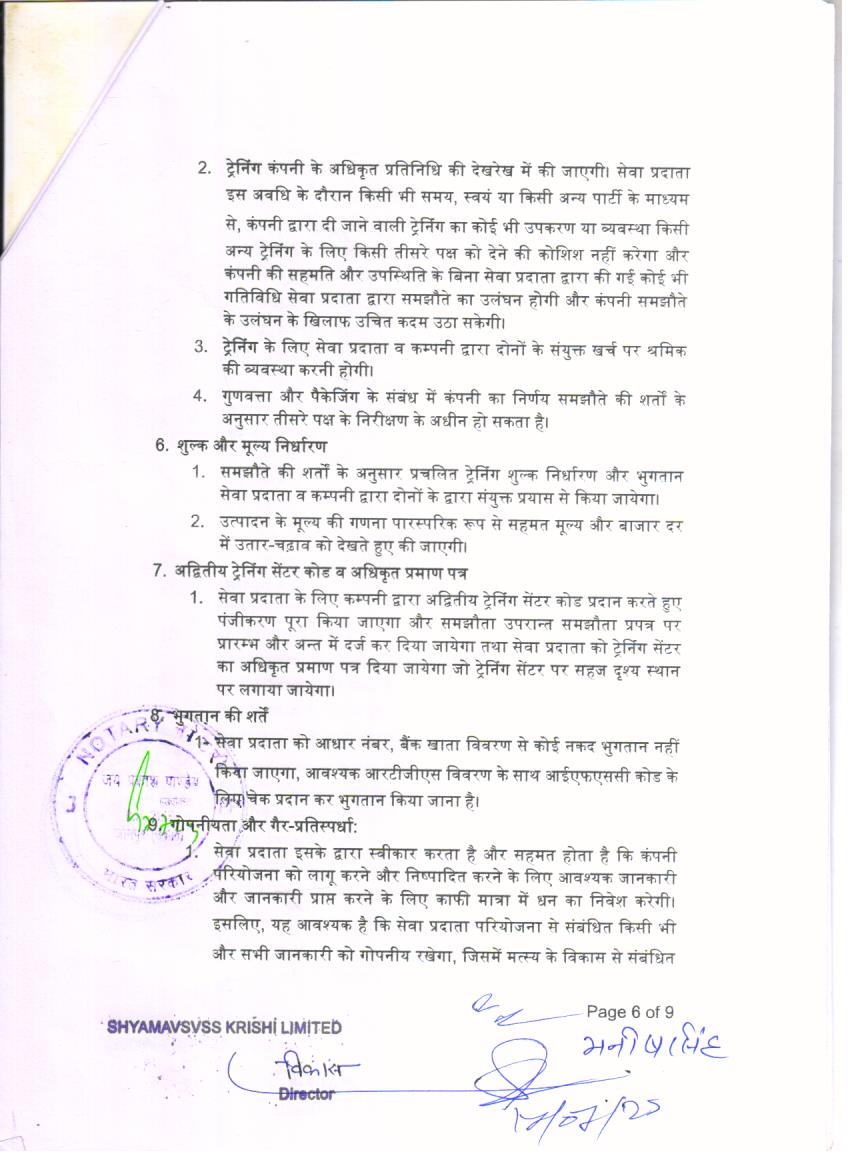 2. ट्रेनिंग कंपनी के अधिकृत प्रतिनिधि की देखरेख में की जाएगी। सेवा प्रदाता
इस अवधि के दौरान किसी भी समय, स्वयं या किसी अन्य पार्टी के माध्यम
से, कंपनी द्वारा दी जाने वाली ट्रेनिंग का कोई भी उपकरण या व्यवस्था किसी
अन्य ट्रेनिंग के लिए किसी तीसरे पक्ष को देने की कोशिश नहीं करेगा और
कंपनी की सहमति और उपस्थिति के बिना सेवा प्रदाता द्वारा की गई कोई भी
गतिविधि सेवा प्रदाता द्वारा समझौते का उलंघन होगी और कंपनी समझौते
के उलंघन के खिलाफ उचित कदम उठा सकेगी।
3. ट्रेनिंग के लिए सेवा प्रदाता व कम्पनी द्वारा दोनों के संयुक्त खर्च पर श्रमिक
की व्यवस्था करनी होगी।
4. गुणवत्ता और पैकेजिंग के संबंध में कंपनी का निर्णय समझौते की शर्तों के
अनुसार तीसरे पक्ष के निरीक्षण के अधीन हो सकता है।
6. शुल्क और मूल्य निर्धारण
1. समझौते की शर्तों के अनुसार प्रचलित ट्रेनिंग शुल्क निर्धारण और भुगतान
सेवा प्रदाता व कम्पनी द्वारा दोनों के द्वारा संयुक्त प्रयास से किया जायेगा।
2. उत्पादन के मूल्य की गणना पारस्परिक रूप से सहमत मूल्य और बाजार दर
में उतार-चढ़ाव को देखते हुए की जाएगी।
7. अद्वितीय ट्रेनिंग सेंटर कोड व अधिकृत प्रमाण पत्र
1. सेवा प्रदाता के लिए कम्पनी द्वारा अद्वितीय ट्रेनिंग सेंटर कोड प्रदान करते हुए
पंजीकरण पूरा किया जाएगा और समझौता उपरान्त समझौता प्रपत्र पर
प्रारम्भ और अन्त में दर्ज कर दिया जायेगा तथा सेवा प्रदाता को ट्रेनिंग सेंटर
का अधिकृत प्रमाण पत्र दिया जायेगा जो ट्रेनिंग सेंटर पर सहज दृश्य स्थान
पर लगाया जायेगा।
8. भुगतान की शर्तें
1. सेवा प्रदाता को आधार नंबर, बैंक खाता विवरण से कोई नकद भुगतान नहीं
किया जाएगा, आवश्यक आरटीजीएस विवरण के साथ आईएफएससी कोड के
लिए चेक प्रदान कर भुगतान किया जाना है।
9. गोपनीयता और गैर-प्रतिस्पर्धा:
1. सेवा प्रदाता इसके द्वारा स्वीकार करता है और सहमत होता है कि कंपनी
परियोजना को लागू करने और निष्पादित करने के लिए आवश्यक जानकारी
और जानकारी प्राप्त करने के लिए काफी मात्रा में धन का निवेश करेगी।
इसलिए, यह आवश्यक है कि सेवा प्रदाता परियोजना से संबंधित किसी भी
और सभी जानकारी को गोपनीय रखेगा, जिसमें मत्स्य के विकास से संबंधित
NOTARY
भारत सरकार
Page 6 of 9
SHYAMAVSVSS KRISHI LIMITED
मनीष सिंह
विकास
Director